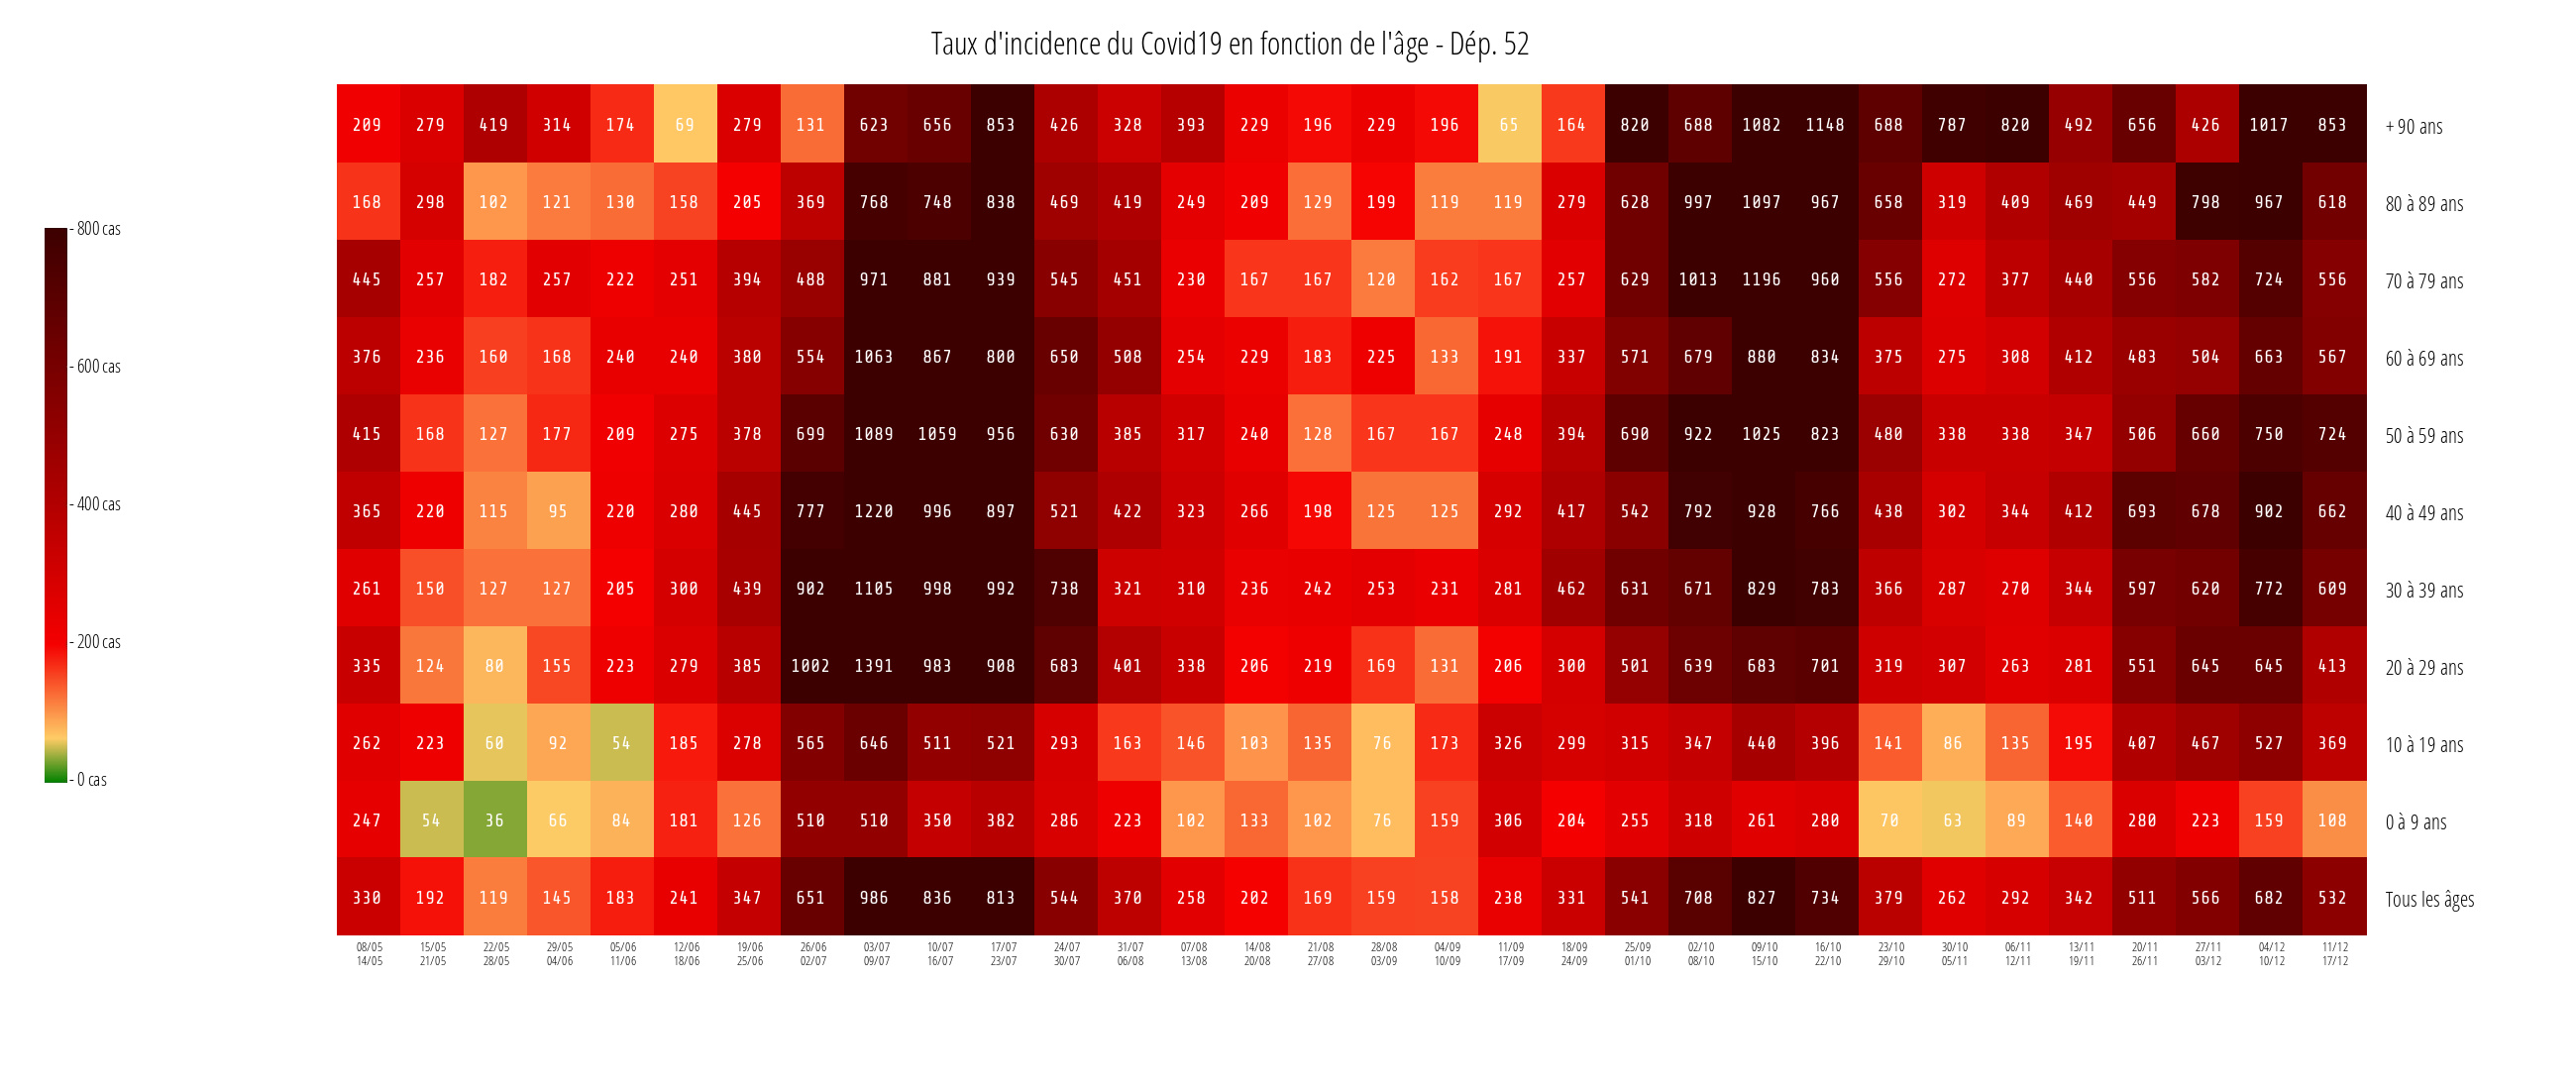 Taux d'incidence du Covid19 en fonction de l'âge - Dép. 52
209 279 419 314 174 69 279 131 623 656 853 426 328 393 229 196 229 196 65 164 820 688 1082 1148 688 787 820 492 656 426 1017 853 + 90 ans
168 298 102 121 130 158 205 369 768 748 838 469 419 249 209 129 199 119 119 279 628 997 1097 967 658 319 409 469 449 798 967 618 80 à 89 ans
- 800 cas
445 257 182 257 222 251 394 488 971 881 939 545 451 230 167 167 120 162 167 257 629 1013 1196 960 556 272 377 440 556 582 724 556 70 à 79 ans
376 236 160 168 240 240 380 554 1063 867 800 650 508 254 229 183 225 133 191 337 571 679 880 834 375 275 308 412 483 504 663 567 60 à 69 ans
- 600 cas
415 168 127 177 209 275 378 699 1089 1059 956 630 385 317 240 128 167 167 248 394 690 922 1025 823 480 338 338 347 506 660 750 724 50 à 59 ans
- 400 cas
365 220 115 95 220 280 445 777 1220 996 897 521 422 323 266 198 125 125 292 417 542 792 928 766 438 302 344 412 693 678 902 662 40 à 49 ans
261 150 127 127 205 300 439 902 1105 998 992 738 321 310 236 242 253 231 281 462 631 671 829 783 366 287 270 344 597 620 772 609 30 à 39 ans
- 200 cas
335 124 80 155 223 279 385 1002 1391 983 908 683 401 338 206 219 169 131 206 300 501 639 683 701 319 307 263 281 551 645 645 413 20 à 29 ans
262 223 60 92 54 185 278 565 646 511 521 293 163 146 103 135 76 173 326 299 315 347 440 396 141 86 135 195 407 467 527 369 10 à 19 ans
- 0 cas
247 54 36 66 84 181 126 510 510 350 382 286 223 102 133 102 76 159 306 204 255 318 261 280 70 63 89 140 280 223 159 108 0 à 9 ans
330 192 119 145 183 241 347 651 986 836 813 544 370 258 202 169 159 158 238 331 541 708 827 734 379 262 292 342 511 566 682 532 Tous les âges
08/05 15/05 22/05 29/05 05/06 12/06 19/06 26/06 03/07 10/07 17/07 24/07 31/07 07/08 14/08 21/08 28/08 04/09 11/09 18/09 25/09 02/10 09/10 16/10 23/10 30/10 06/11 13/11 20/11 27/11 04/12 11/12
14/05 21/05 28/05 04/06 11/06 18/06 25/06 02/07 09/07 16/07 23/07 30/07 06/08 13/08 20/08 27/08 03/09 10/09 17/09 24/09 01/10 08/10 15/10 22/10 29/10 05/11 12/11 19/11 26/11 03/12 10/12 17/12